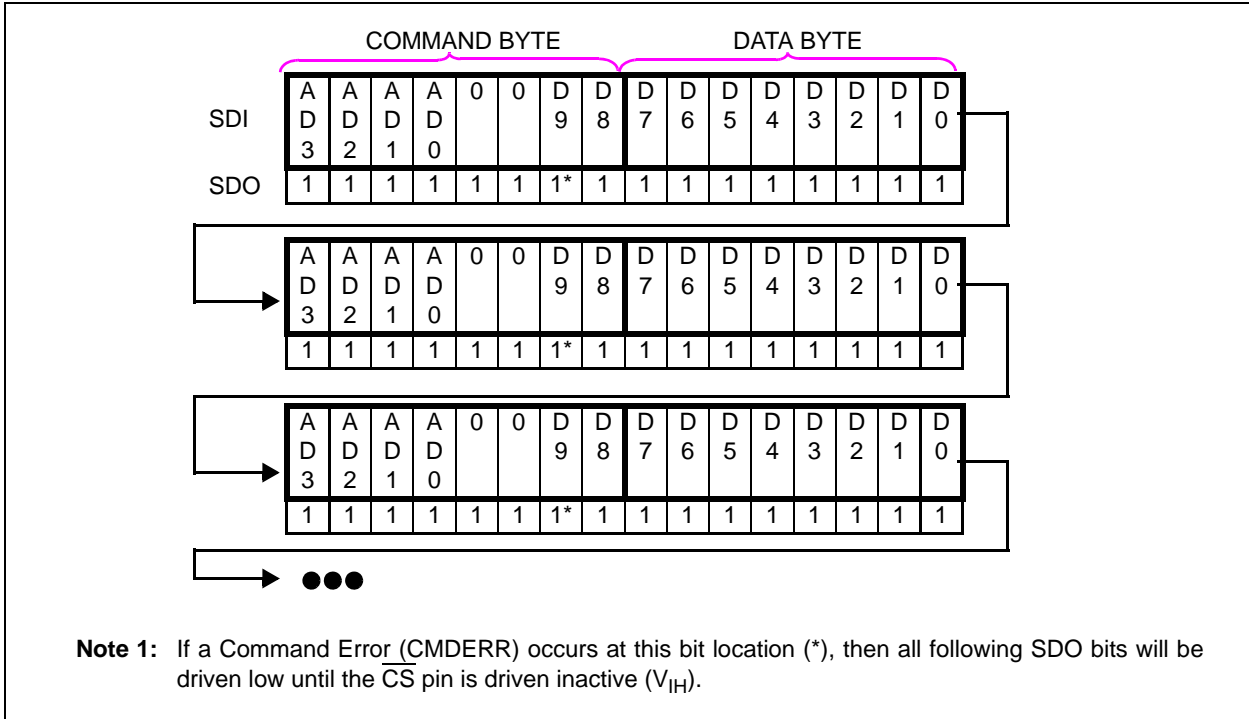 COMMAND BYTE DATA BYTE
SDI A D 3 A D 2 A D 1 A D 0 0 0 D 9 D 8 D 7 D 6 D 5 D 4 D 3 D 2 D 1 D 0
SDO 1 1 1 1 1 1 1* 1 1 1 1 1 1 1 1 1
A D 3 A D 2 A D 1 A D 0 0 0 D 9 D 8 D 7 D 6 D 5 D 4 D 3 D 2 D 1 D 0
1 1 1 1 1 1 1* 1 1 1 1 1 1 1 1 1
A D 3 A D 2 A D 1 A D 0 0 0 D 9 D 8 D 7 D 6 D 5 D 4 D 3 D 2 D 1 D 0
1 1 1 1 1 1 1* 1 1 1 1 1 1 1 1 1
Note 1: If a Command Error (CMDERR) occurs at this bit location (*), then all following SDO bits will be
driven low until the CS pin is driven inactive (VIH).